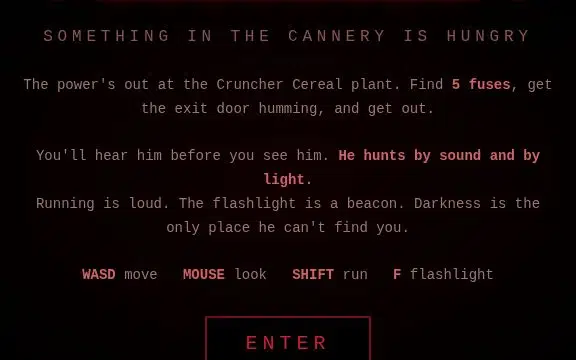 SOMETHING IN THE CANNERY IS HUNGRY
The power's out at the Cruncher Cereal plant. Find 5 fuses, get
the exit door humming, and get out.
You'll hear him before you see him. He hunts by sound and by
light.
Running is loud. The flashlight is a beacon. Darkness is the
only place he can't find you.
WASD move MOUSE look SHIFT run F flashlight
ENTER